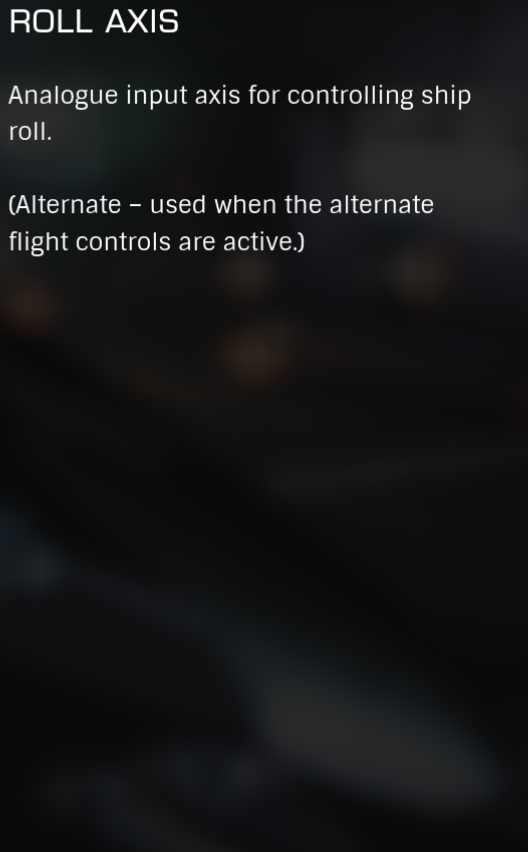 ROLL AXIS
Analogue input axis for controlling ship
roll.
(Alternate – used when the alternate
flight controls are active.)